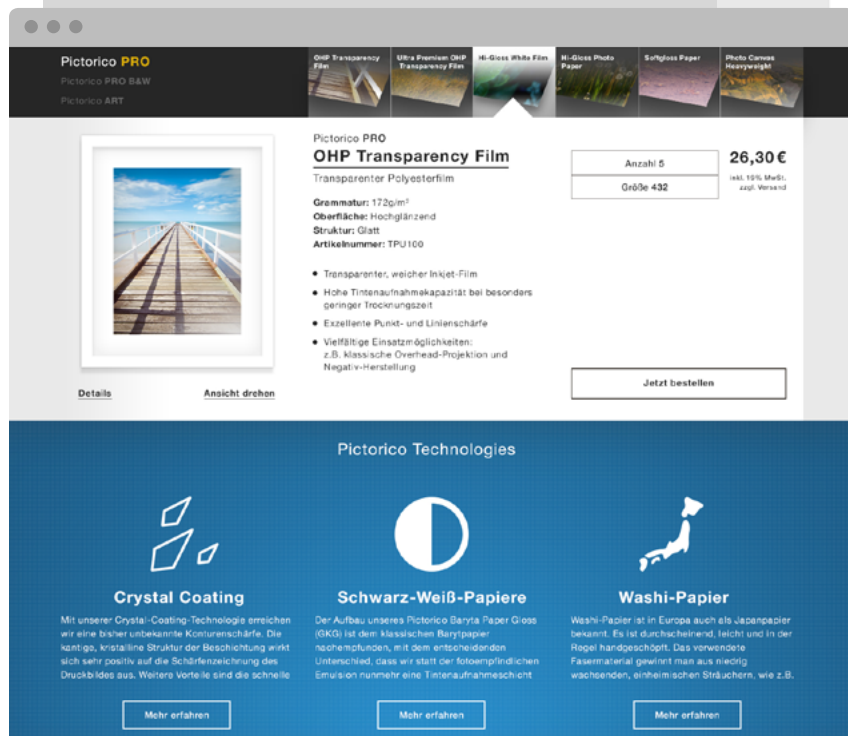 Pictorico PRO
Pictorico PRO B&W
Pictorico ART
OHP Transparency
Film
Ultra Premium OHP
Transparency Film
Hi-Gloss White Film
Hi-Gloss Photo
Paper
Softgloss Paper
Photo Canvas
Heavyweight
Pictorico PRO
OHP Transparency Film
Transparenter Polyesterfilm
Grammatur: 172g/m²
Oberfläche: Hochglänzend
Struktur: Glatt
Artikelnummer: TPU100
• Transparenter, weicher Inkjet-Film
• Hohe Tintenaufnahmekapazität bei besonders
geringer Trocknungszeit
• Exzellente Punkt- und Linienschärfe
• Vielfältige Einsatzmöglichkeiten:
z.B. klassische Overhead-Projektion und
Negativ-Herstellung
Anzahl 5
Größe 432
26,30 €
inkl. 19% MwSt.
zzgl. Versand
Jetzt bestellen
Details
Ansicht drehen
Pictorico Technologies
Crystal Coating
Mit unserer Crystal-Coating-Technologie erreichen
wir eine bisher unbekannte Konturenschärfe. Die
kantige, kristalline Struktur der Beschichtung wirkt
sich sehr positiv auf die Schärfenzeichnung des
Druckbildes aus. Weitere Vorteile sind die schnelle
Mehr erfahren
Schwarz-Weiß-Papiere
Der Aufbau unseres Pictorico Baryta Paper Gloss
(GKG) ist dem klassischen Barytpapier
nachempfunden, mit dem entscheidenden
Unterschied, dass wir statt der fotoempfindlichen
Emulsion nunmehr eine Tintenaufnahmeschicht
Mehr erfahren
Washi-Papier
Washi-Papier ist in Europa auch als Japanpapier
bekannt. Es ist durchscheinend, leicht und in der
Regel handgeschöpft. Das verwendete
Fasermaterial gewinnt man aus niedrig
wachsenden, einheimischen Sträuchern, wie z.B.
Mehr erfahren